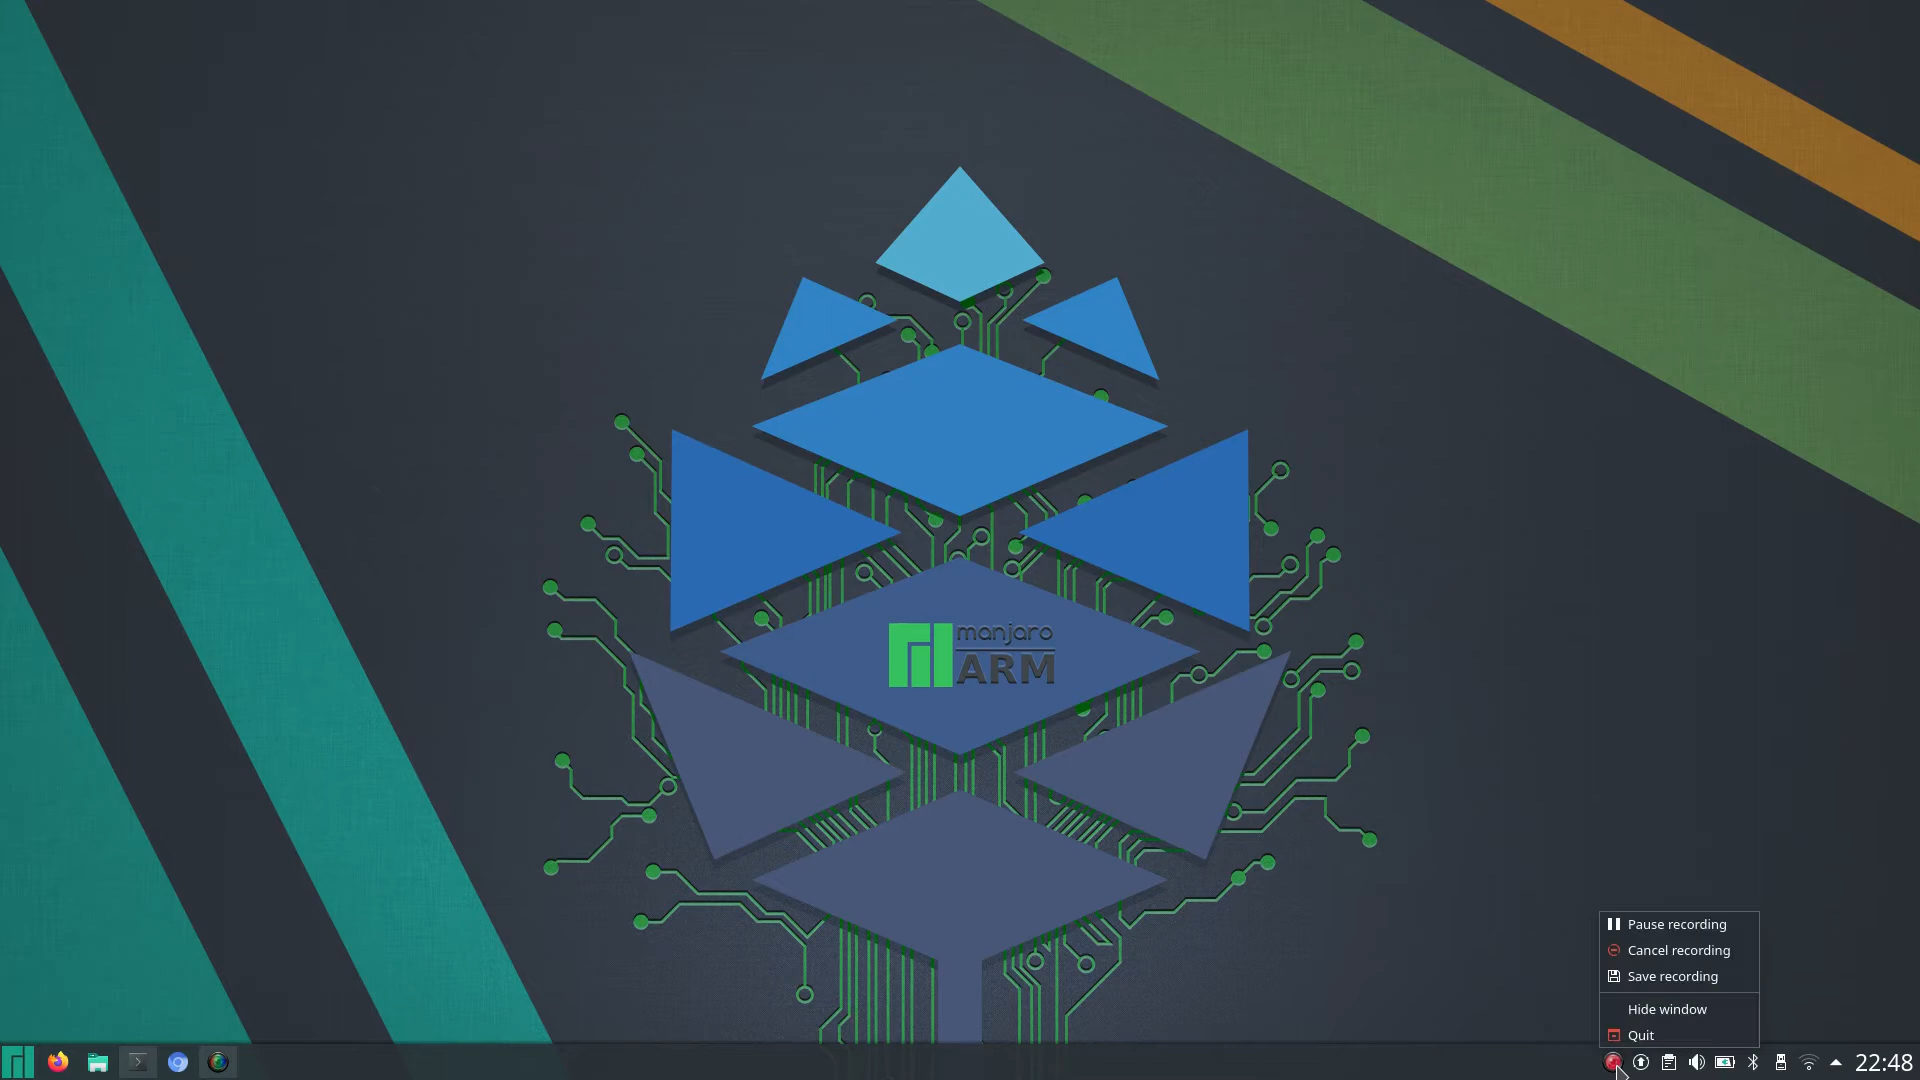 manjaro
ARM
Pause recording
Cancel recording
Save recording
Hide window
Quit
22:48